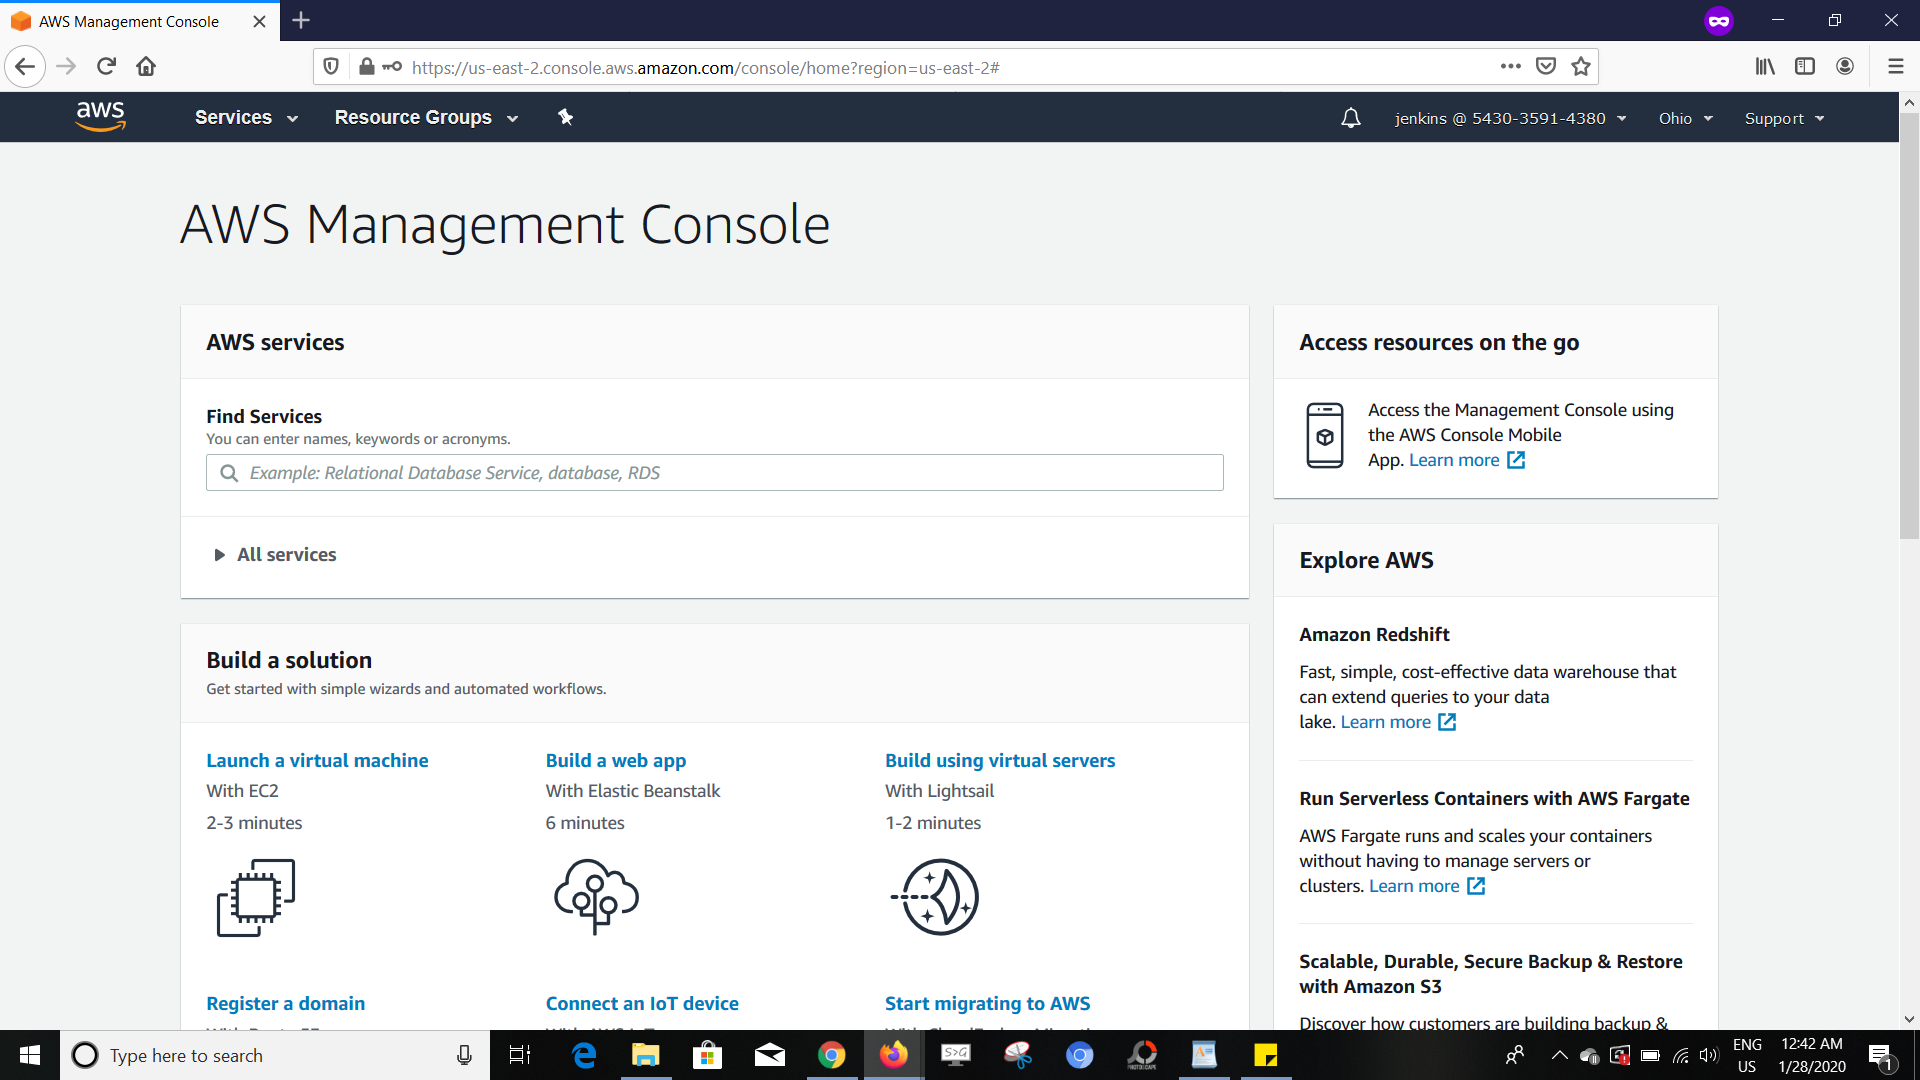 AWS Management Console
https://us-east-2.console.aws.amazon.com/console/home?region=us-east-2#
aws
Services
Resource Groups
jenkins @ 5430-3591-4380
Ohio
Support
AWS Management Console
AWS services
Find Services
You can enter names, keywords or acronyms.
Example: Relational Database Service, database, RDS
All services
Build a solution
Get started with simple wizards and automated workflows.
Launch a virtual machine
With EC2
2-3 minutes
Build a web app
With Elastic Beanstalk
6 minutes
Build using virtual servers
With Lightsail
1-2 minutes
Register a domain
Connect an IoT device
Start migrating to AWS
Access resources on the go
Access the Management Console using
the AWS Console Mobile
App. Learn more
Explore AWS
Amazon Redshift
Fast, simple, cost-effective data warehouse that
can extend queries to your data
lake. Learn more
Run Serverless Containers with AWS Fargate
AWS Fargate runs and scales your containers
without having to manage servers or
clusters. Learn more
Scalable, Durable, Secure Backup & Restore
with Amazon S3
Discover how customers are building backup &
Type here to search
S>G
ENG
US
12:42 AM
1/28/2020
1